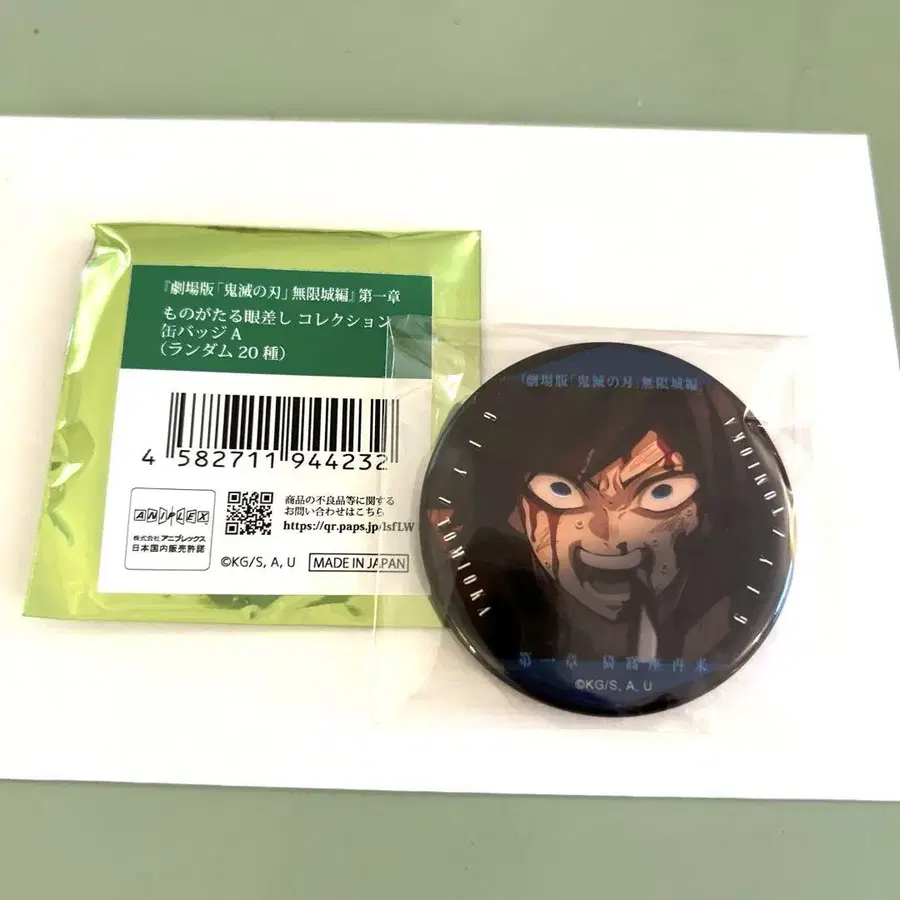 『劇場版「鬼滅の刃」無限城編』第一章
ものがたる眼差し コレクション
缶バッジ A
(ランダム 20 種)
4 582711 944232
ANIPLEX
株式会社 アニプレックス
日本国内販売許諾
商品の不良品等に関する
お問い合わせはこちら
https://qr.paps.jp/1sfLW
©KG/S, A, U
MADE IN JAPAN
『劇場版「鬼滅の刃」無限城編』
GIYU TOMIOKA
GIYU TOMIOKA
第一章 猗窩座再来
©KG/S, A, U